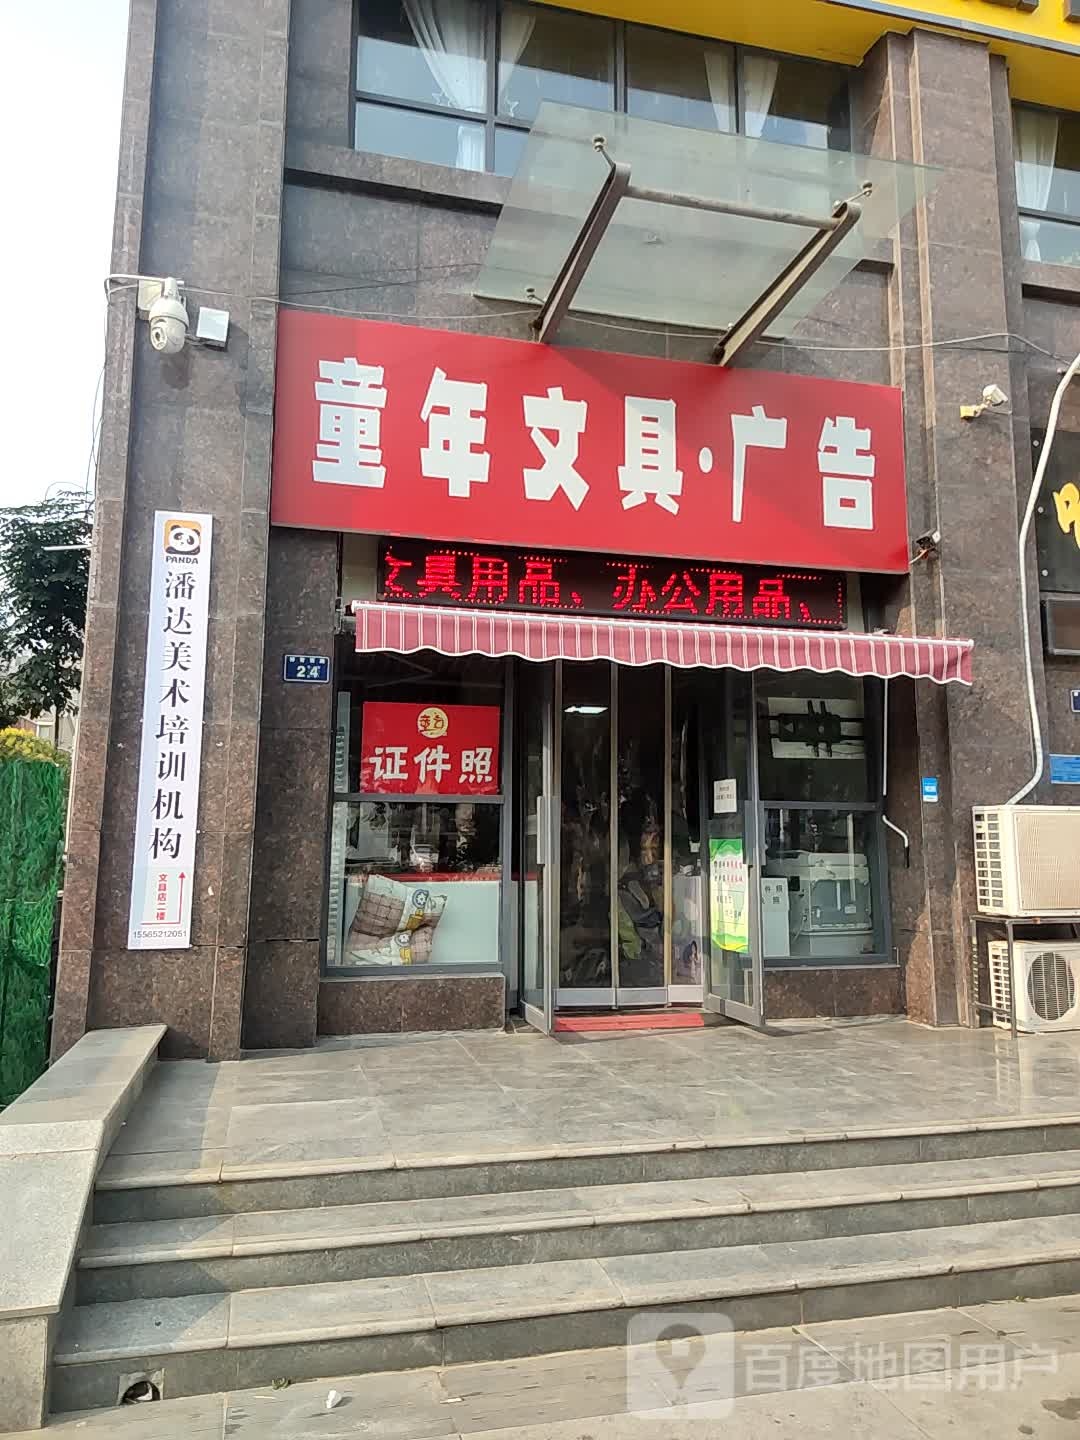 童年文具·广告
文具用品、办公用品、
PANDA
潘达美术培训机构
文具店二楼
15565212051
24
证件照
百度地图用户